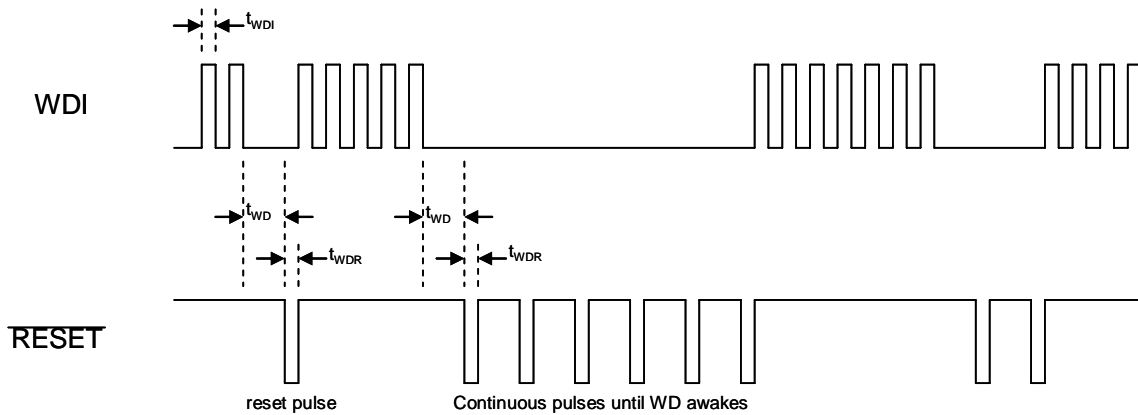 tWDI
WDI
tWD
tWD
tWDR
tWDR
RESET
reset pulse
Continuous pulses until WD awakes